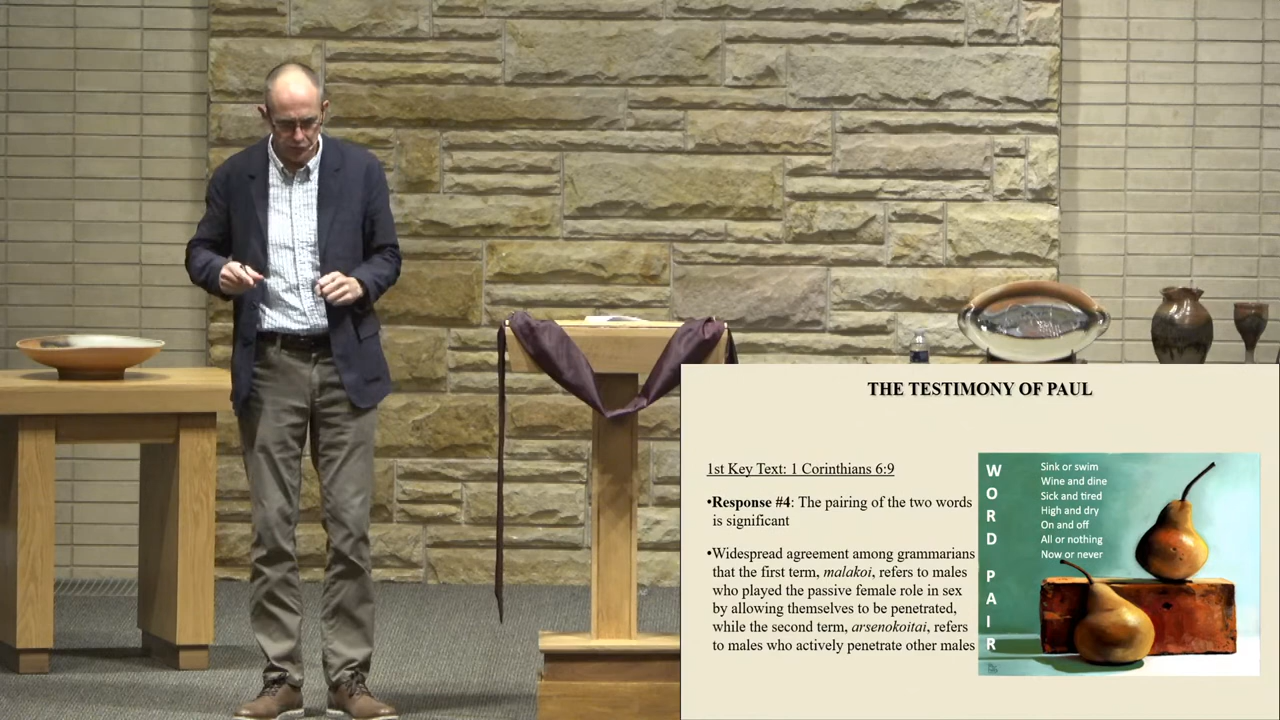 THE TESTIMONY OF PAUL
1st Key Text: 1 Corinthians 6:9
•Response #4: The pairing of the two words
is significant
•Widespread agreement among grammarians
that the first term, malakoi, refers to males
who played the passive female role in sex
by allowing themselves to be penetrated,
while the second term, arsenokoitai, refers
to males who actively penetrate other males
WORD PAIR
Sink or swim
Wine and dine
Sick and tired
High and dry
On and off
All or nothing
Now or never